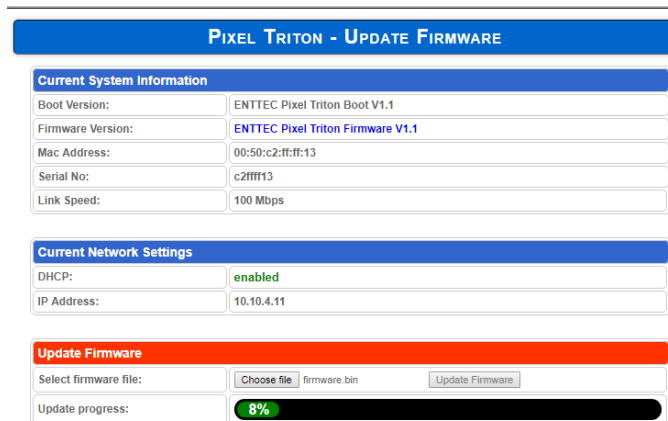 Pixel Triton - Update Firmware
Current System Information
Boot Version: ENTTEC Pixel Triton Boot V1.1
Firmware Version: ENTTEC Pixel Triton Firmware V1.1
Mac Address: 00:50:c2:ff:ff:13
Serial No: c2ffff13
Link Speed: 100 Mbps
Current Network Settings
DHCP: enabled
IP Address: 10.10.4.11
Update Firmware
Select firmware file: Choose file firmware.bin Update Firmware
Update progress: 8%